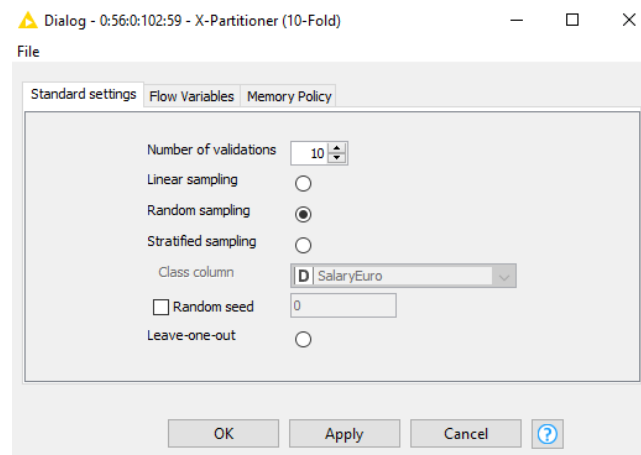 Dialog - 0:56:0:102:59 - X-Partitioner (10-Fold)
File
Standard settings Flow Variables Memory Policy
Number of validations 10
Linear sampling
Random sampling
Stratified sampling
Class column D SalaryEuro
Random seed 0
Leave-one-out
OK Apply Cancel ?